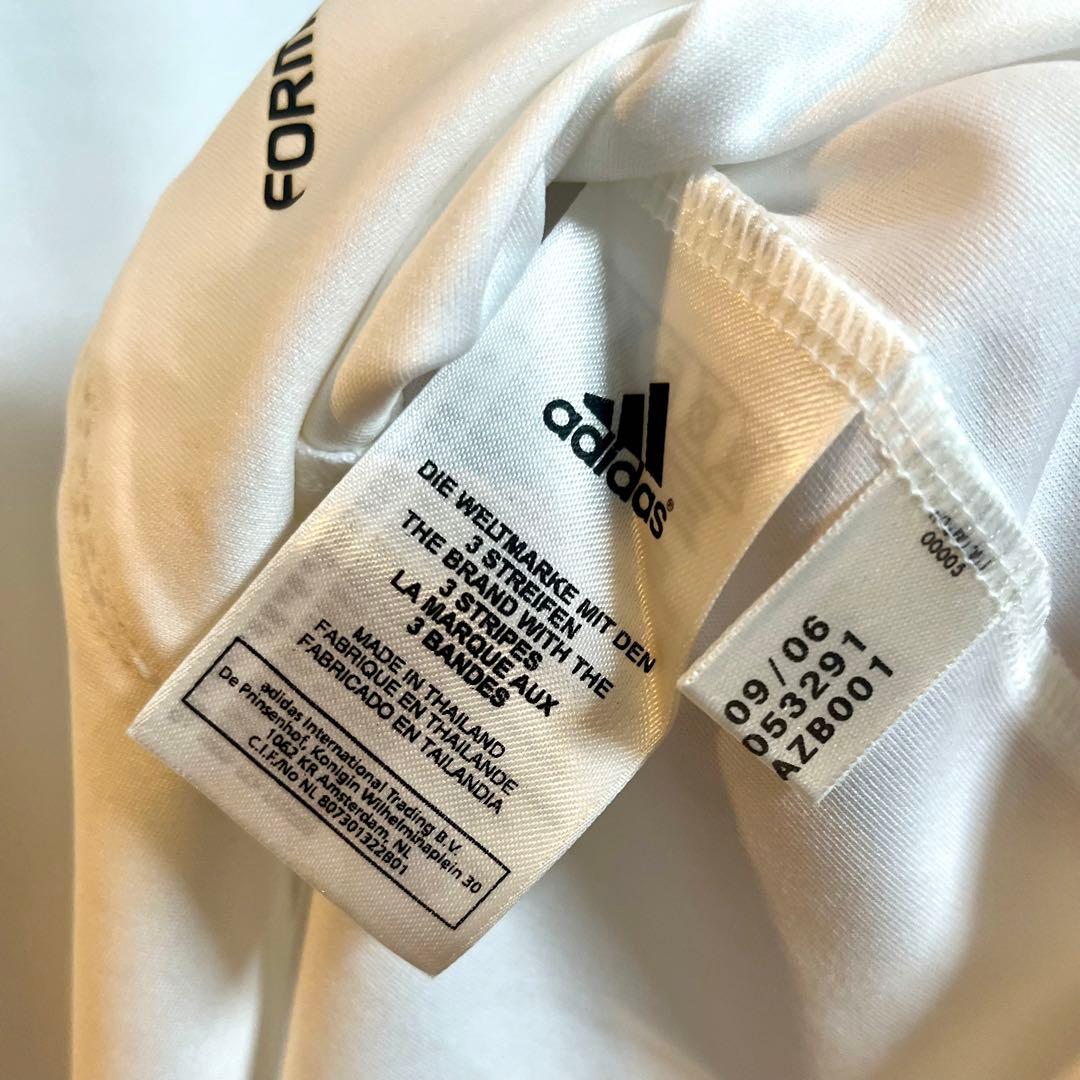 FORM
adidas®
DIE WELTMARKE MIT DEN
3 STREIFEN
THE BRAND WITH THE
3 STRIPES
LA MARQUE AUX
3 BANDES
MADE IN THAILAND
FABRIQUE EN THAILANDE
FABRICADO EN TAILANDIA
adidas International Trading B.V.
De Prinsenhof, Konigin Wilhelminaplein 30
1062 KR Amsterdam, NL
C.I.F/No NL 807301322B01
00005
09/06
053291
AZB001